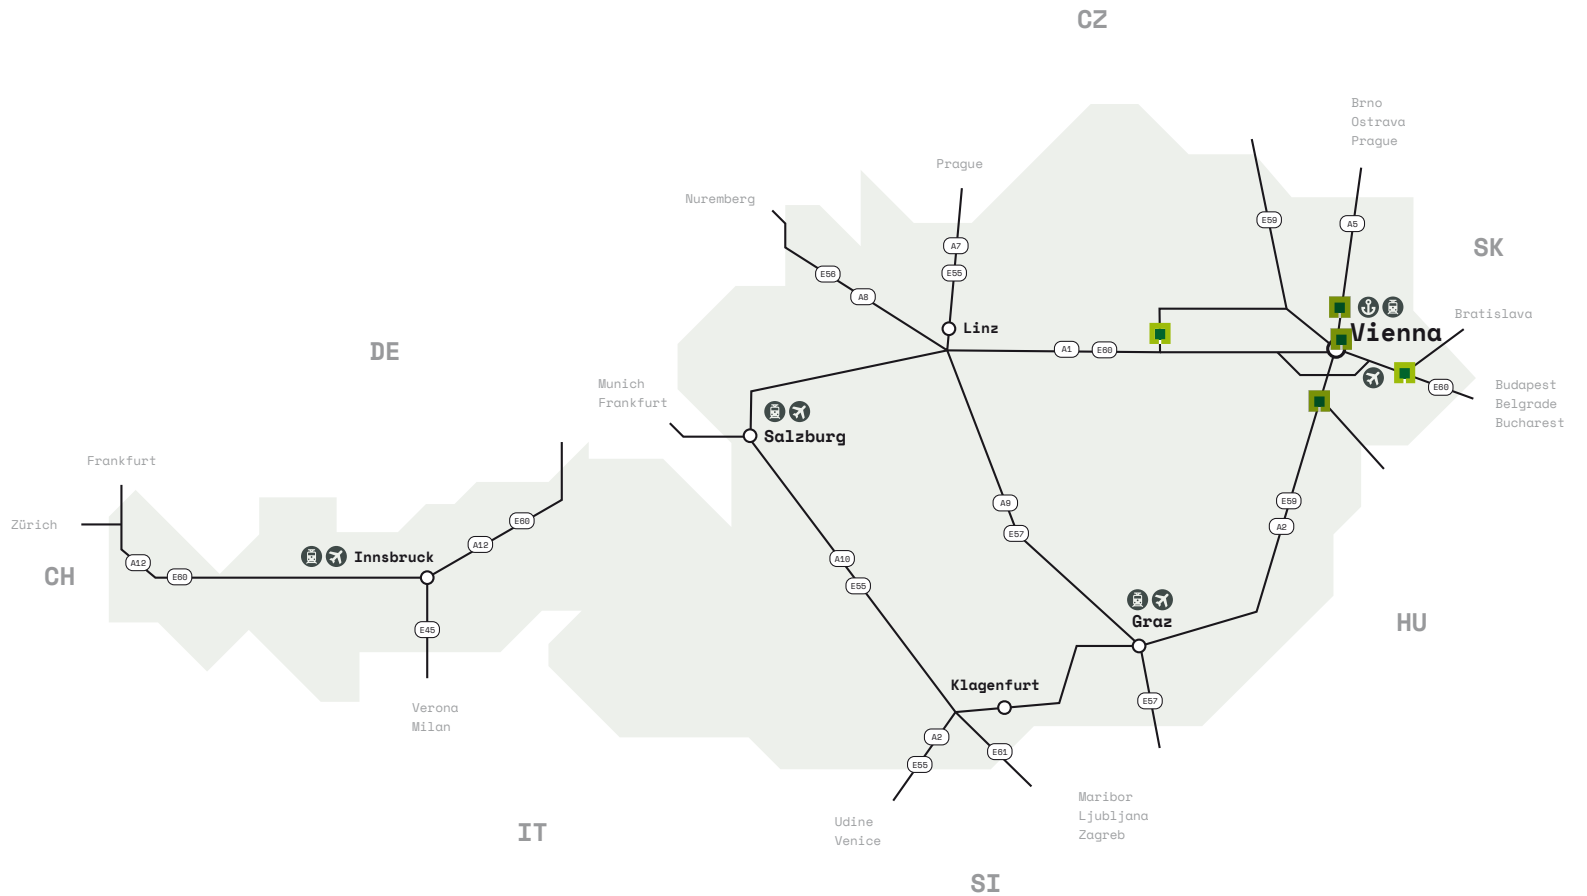 CZ
Brno
Ostrava
Prague
Prague
Nuremberg
E59
A5
A7
SK
E56
E55
A8
Linz
Bratislava
Vienna
A1
E60
DE
Munich
Frankfurt
E60
Budapest
Belgrade
Bucharest
Salzburg
Frankfurt
Zürich
A9
E59
E60
A2
E57
A12
Innsbruck
A12
E60
CH
A10
E55
Graz
HU
E45
Klagenfurt
E57
Verona
Milan
A2
E61
E55
Maribor
Ljubljana
Zagreb
Udine
Venice
IT
SI